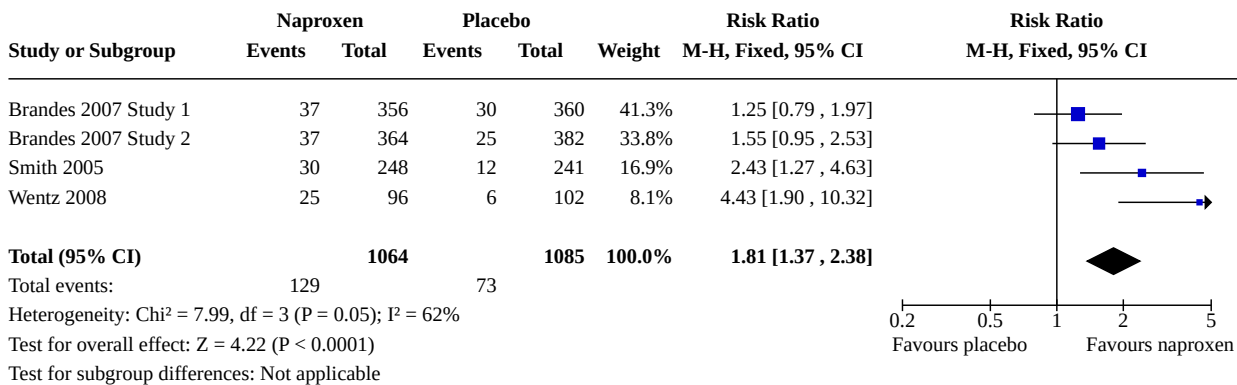 Naproxen Placebo Risk Ratio Risk Ratio
Study or Subgroup Events Total Events Total Weight M-H, Fixed, 95% CI M-H, Fixed, 95% CI
Brandes 2007 Study 1 37 356 30 360 41.3% 1.25 [0.79 , 1.97]
Brandes 2007 Study 2 37 364 25 382 33.8% 1.55 [0.95 , 2.53]
Smith 2005 30 248 12 241 16.9% 2.43 [1.27 , 4.63]
Wentz 2008 25 96 6 102 8.1% 4.43 [1.90 , 10.32]
Total (95% CI) 1064 1085 100.0% 1.81 [1.37 , 2.38]
Total events: 129 73
Heterogeneity: Chi² = 7.99, df = 3 (P = 0.05); I² = 62%
0.2 0.5 1 2 5
Test for overall effect: Z = 4.22 (P < 0.0001) Favours placebo Favours naproxen
Test for subgroup differences: Not applicable